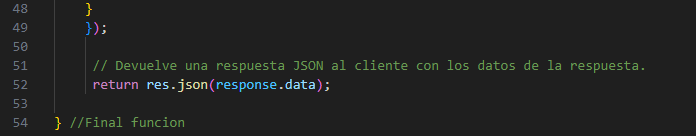 48 }
49 });
50
51 // Devuelve una respuesta JSON al cliente con los datos de la respuesta.
52 return res.json(response.data);
53
54 } //Final funcion